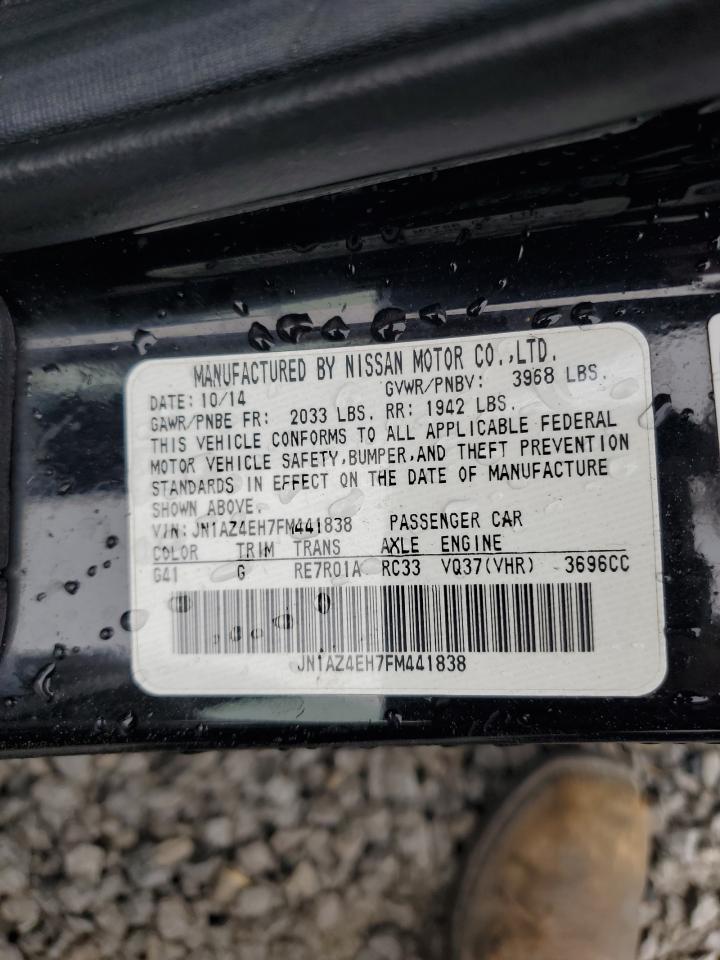 MANUFACTURED BY NISSAN MOTOR CO.,LTD.
DATE: 10/14 GVWR/PNBV: 3968 LBS.
GAWR/PNBE FR: 2033 LBS. RR: 1942 LBS.
THIS VEHICLE CONFORMS TO ALL APPLICABLE FEDERAL
MOTOR VEHICLE SAFETY,BUMPER,AND THEFT PREVENTION
STANDARDS IN EFFECT ON THE DATE OF MANUFACTURE
SHOWN ABOVE.
VIN: JN1AZ4EH7FM441838 PASSENGER CAR
COLOR TRIM TRANS AXLE ENGINE
G41 G RE7R01A RC33 VQ37(VHR) 3696CC
JN1AZ4EH7FM441838